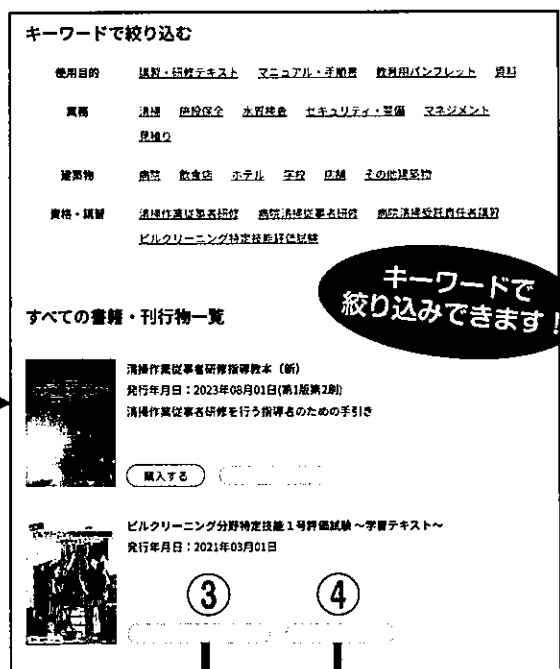 キーワードで絞り込む
使用目的 講習・研修テキスト マニュアル・手順書 教利用パンフレット 資料
業務 清掃 施設保全 水質検査 セキュリティ・警備 マネジメント
見積り
建築物 病院 飲食店 ホテル 学校 店舗 その他建築物
資格・講習 清掃作業従事者研修 病院清掃従事者研修 病院清掃受託責任者講習
ビルクリーニング特定技能評価試験
キーワードで
絞り込みできます!
すべての書籍・刊行物一覧
清掃作業従事者研修指導教本(新)
発行年月日:2023年08月01日(第1版第2刷)
清掃作業従事者研修を行う指導者のための手引き
購入する
ビルクリーニング分野特定技能1号評価試験~学習テキスト~
発行年月日:2021年03月01日
③ ④